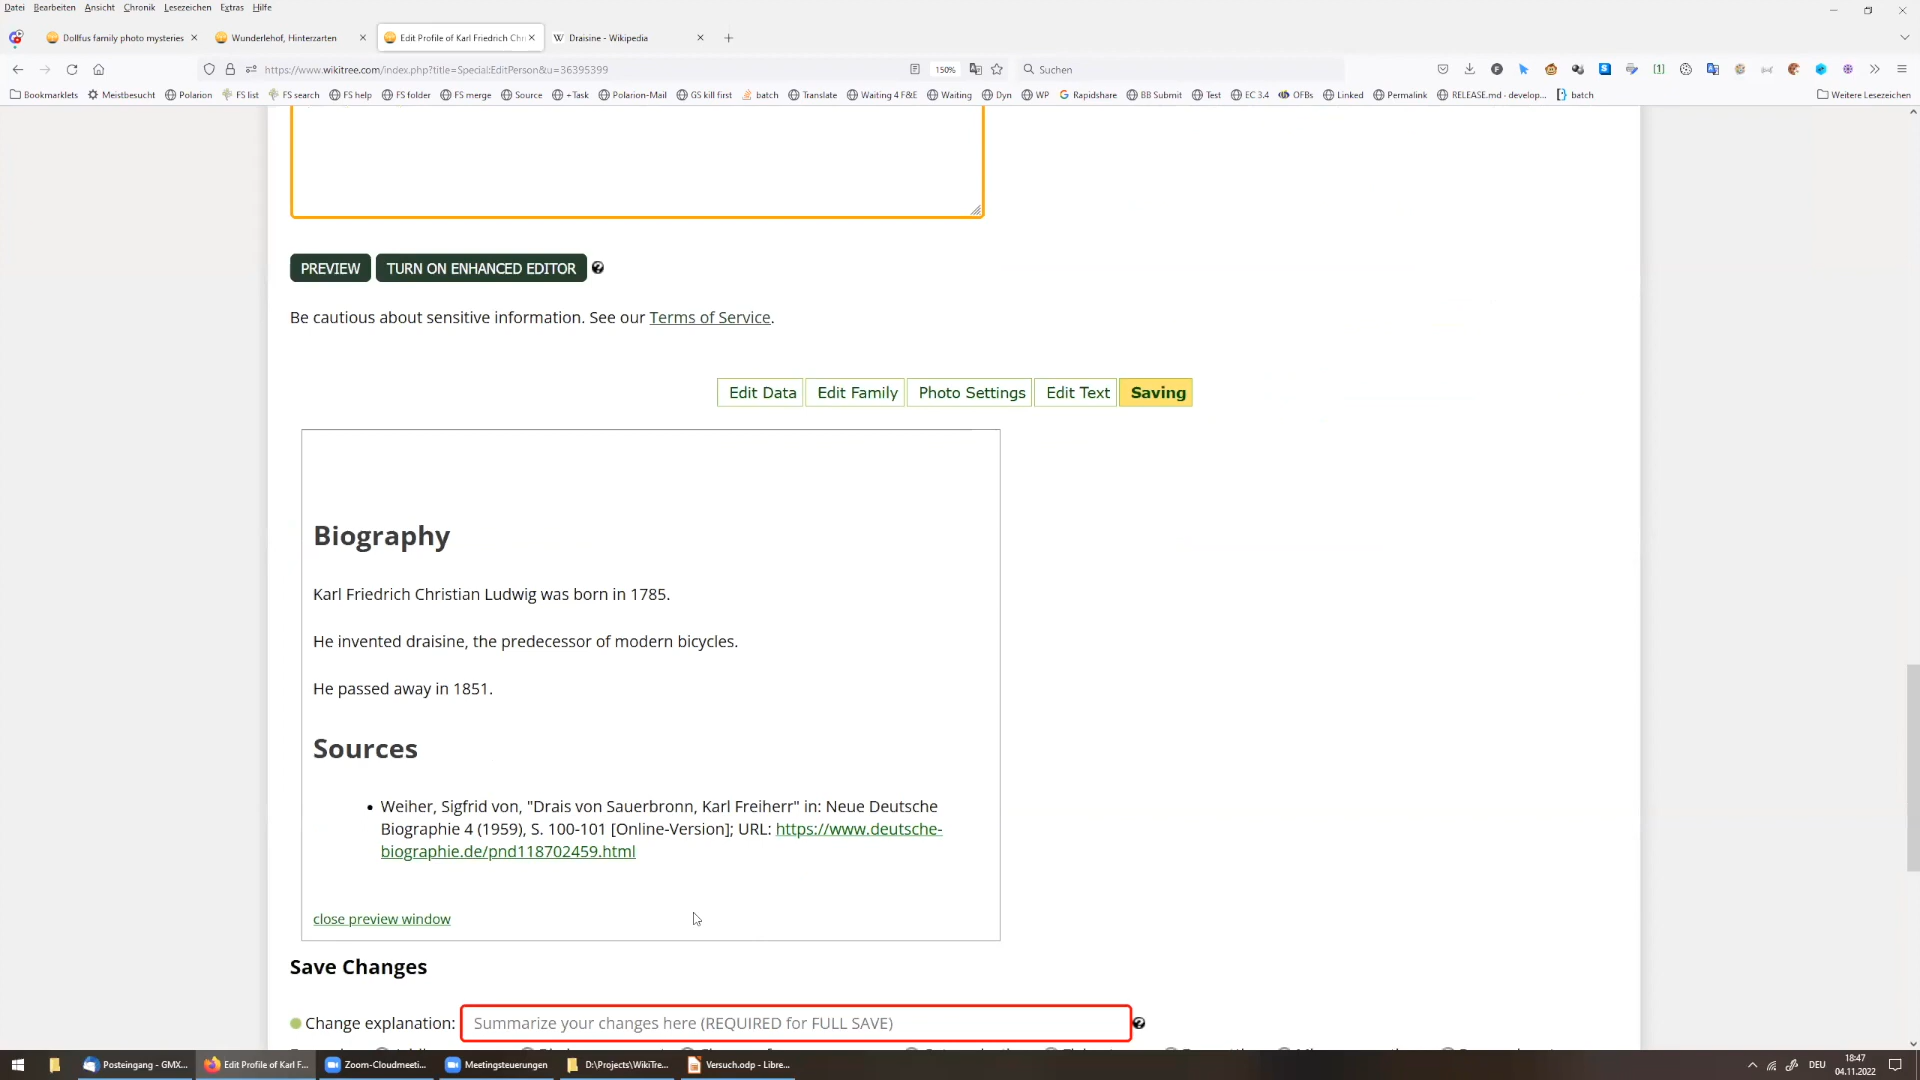 Datei Bearbeiten Ansicht Chronik Lesezeichen Extras Hilfe
Dollfus family photo mysteries
Wunderlehof, Hinterzarten
Edit Profile of Karl Friedrich Chri
W Draisine - Wikipedia
https://www.wikitree.com/index.php?title=Special:EditPerson&u=36395399
150%
Suchen
Bookmarklets Meistbesucht Polarion FS list FS search FS help FS folder FS merge Source +Task Polarion-Mail GS kill first batch Translate Waiting 4 F&E Waiting Dyn WP Rapidshare BB Submit Test EC 3.4 OFBs Linked Permalink RELEASE.md - develop... batch Weitere Lesezeichen
PREVIEW TURN ON ENHANCED EDITOR
Be cautious about sensitive information. See our Terms of Service.
Edit Data Edit Family Photo Settings Edit Text Saving
Biography
Karl Friedrich Christian Ludwig was born in 1785.
He invented draisine, the predecessor of modern bicycles.
He passed away in 1851.
Sources
• Weiher, Sigfrid von, "Drais von Sauerbronn, Karl Freiherr" in: Neue Deutsche
Biographie 4 (1959), S. 100-101 [Online-Version]; URL: https://www.deutsche-
biographie.de/pnd118702459.html
close preview window
Save Changes
Change explanation: Summarize your changes here (REQUIRED for FULL SAVE)
Posteingang - GMX...
Edit Profile of Karl F...
Zoom-Cloudmeeti...
Meetingsteuerungen
D:\Projects\WikiTre...
Versuch.odp - Libre...
DEU
18:47
04.11.2022